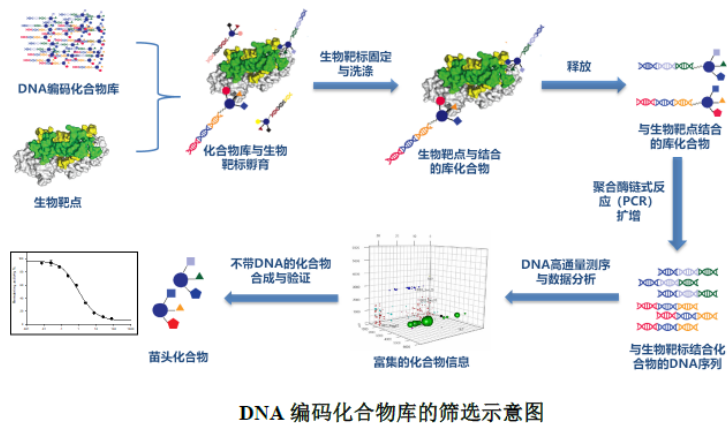 DNA编码化合物库
生物靶点
化合物库与生物
靶标孵育
生物靶标固定
与洗涤
生物靶点与结合
的库化合物
释放
与生物靶点结合
的库化合物
聚合酶链式反
应（PCR）
扩增
与生物靶标结合化
合物的DNA序列
DNA高通量测序
与数据分析
富集的化合物信息
不带DNA的化合物
合成与验证
苗头化合物
DNA 编码化合物库的筛选示意图